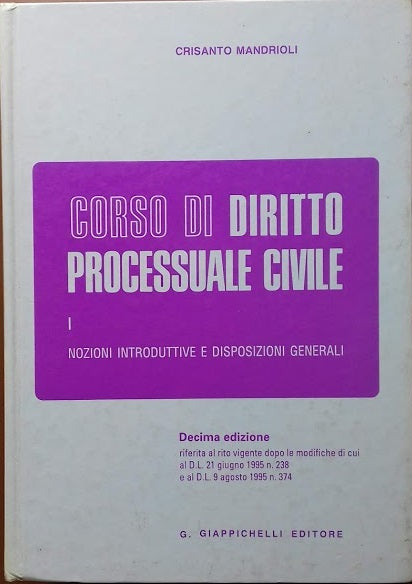 CRISANTO MANDRIOLI
CORSO DI DIRITTO
PROCESSUALE CIVILE
I
NOZIONI INTRODUTTIVE E DISPOSIZIONI GENERALI
Decima edizione
riferita al rito vigente dopo le modifiche di cui
al D.L. 21 giugno 1995 n. 238
e al D.L. 9 agosto 1995 n. 374
G. GIAPPICHELLI EDITORE